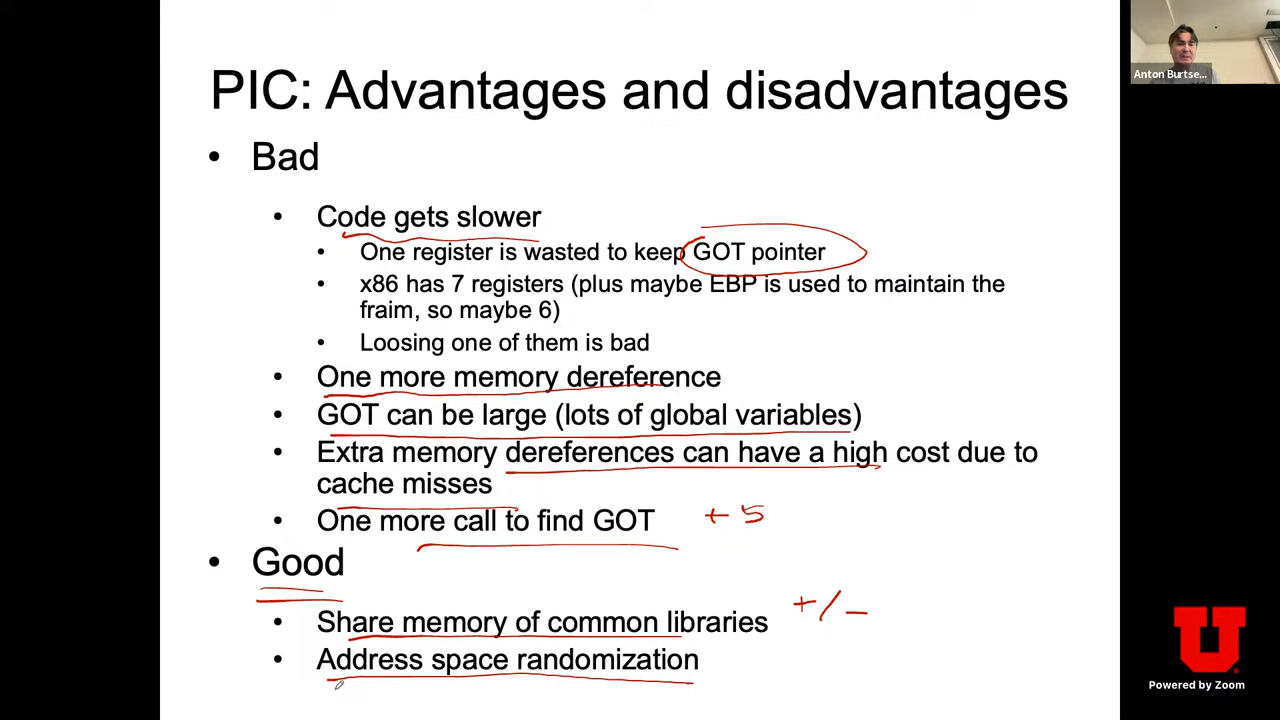 PIC: Advantages and disadvantages
• Bad
• Code gets slower
• One register is wasted to keep GOT pointer
• x86 has 7 registers (plus maybe EBP is used to maintain the
fraim, so maybe 6)
• Loosing one of them is bad
• One more memory dereference
• GOT can be large (lots of global variables)
• Extra memory dereferences can have a high cost due to
cache misses
• One more call to find GOT + 5
• Good
• Share memory of common libraries +/-
• Address space randomization
Anton Burtse...
U
Powered by Zoom